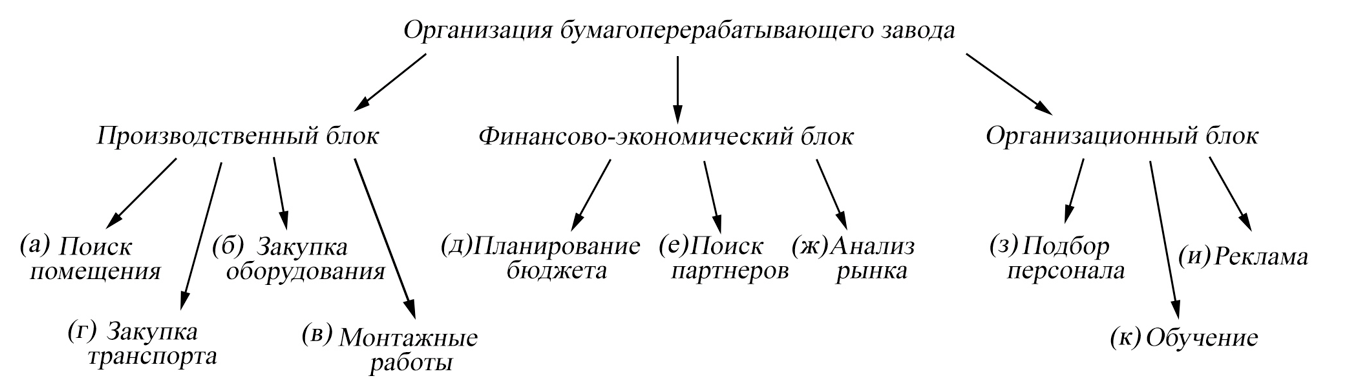 Организация бумагоперерабатывающего завода
Производственный блок
Финансово-экономический блок
Организационный блок
(а) Поиск
помещения
(б) Закупка
оборудования
(д)Планирование
бюджета
(е)Поиск
партнеров
(ж)Анализ
рынка
(з)Подбор
персонала
(и)Реклама
(г) Закупка
транспорта
(в) Монтажные
работы
(к) Обучение